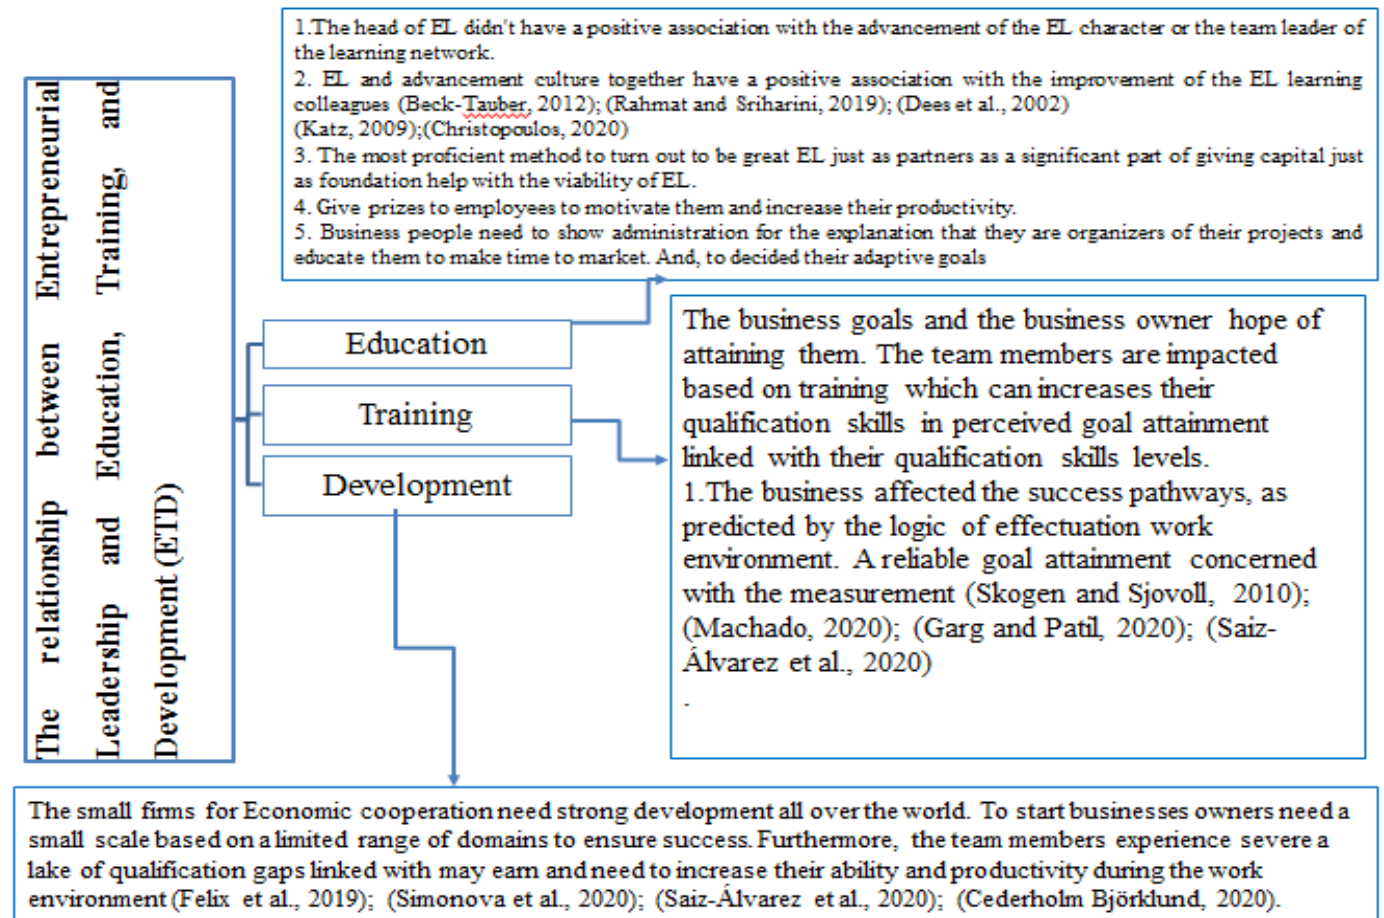 The relationship between Entrepreneurial
Leadership and Education, Training, and
Development (ETD)
1.The head of EL didn't have a positive association with the advancement of the EL character or the team leader of
the learning network.
2. EL and advancement culture together have a positive association with the improvement of the EL learning
colleagues (Beck-Tauber, 2012); (Rahmat and Sriharini, 2019); (Dees et al., 2002)
(Katz, 2009);(Christopoulos, 2020)
3. The most proficient method to turn out to be great EL just as partners as a significant part of giving capital just
as foundation help with the viability of EL.
4. Give prizes to employees to motivate them and increase their productivity.
5. Business people need to show administration for the explanation that they are organizers of their projects and
educate them to make time to market. And, to decided their adaptive goals
Education
Training
Development
The business goals and the business owner hope of
attaining them. The team members are impacted
based on training which can increases their
qualification skills in perceived goal attainment
linked with their qualification skills levels.
1.The business affected the success pathways, as
predicted by the logic of effectuation work
environment. A reliable goal attainment concerned
with the measurement (Skogen and Sjovoll, 2010);
(Machado, 2020); (Garg and Patil, 2020); (Saiz-
Álvarez et al., 2020)
.
The small firms for Economic cooperation need strong development all over the world. To start businesses owners need a
small scale based on a limited range of domains to ensure success. Furthermore, the team members experience severe a
lake of qualification gaps linked with may earn and need to increase their ability and productivity during the work
environment (Felix et al., 2019); (Simonova et al., 2020); (Saiz-Álvarez et al., 2020); (Cederholm Björklund, 2020).